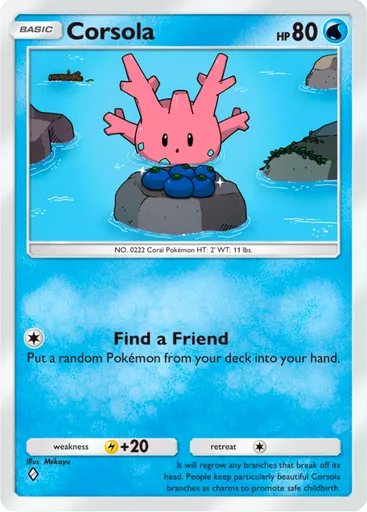 BASIC Corsola HP 80
NO. 0222 Coral Pokémon HT: 2' WT: 11 lbs.
Find a Friend
Put a random Pokémon from your deck into your hand.
weakness +20 retreat
Illus. Mékayu
It will regrow any branches that break off its
head. People keep particularly beautiful Corsola
branches as charms to promote safe childbirth.